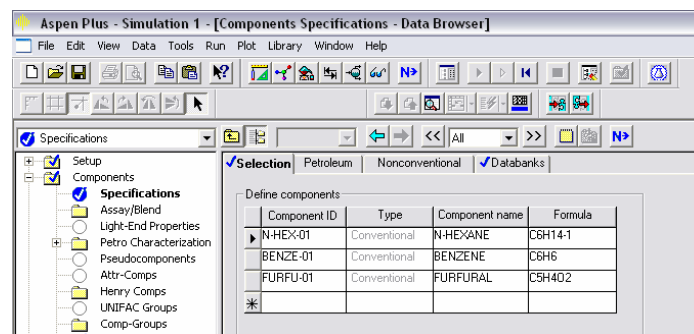 Aspen Plus - Simulation 1 - [Components Specifications - Data Browser]
File Edit View Data Tools Run Plot Library Window Help
N>
Specifications All << >> N>
Setup
Components
Specifications
Assay/Blend
Light-End Properties
Petro Characterization
Pseudocomponents
Attr-Comps
Henry Comps
UNIFAC Groups
Comp-Groups
Selection Petroleum Nonconventional Databanks
Define components
Component ID Type Component name Formula
N-HEX-01 Conventional N-HEXANE C6H14-1
BENZE-01 Conventional BENZENE C6H6
FURFU-01 Conventional FURFURAL C5H4O2